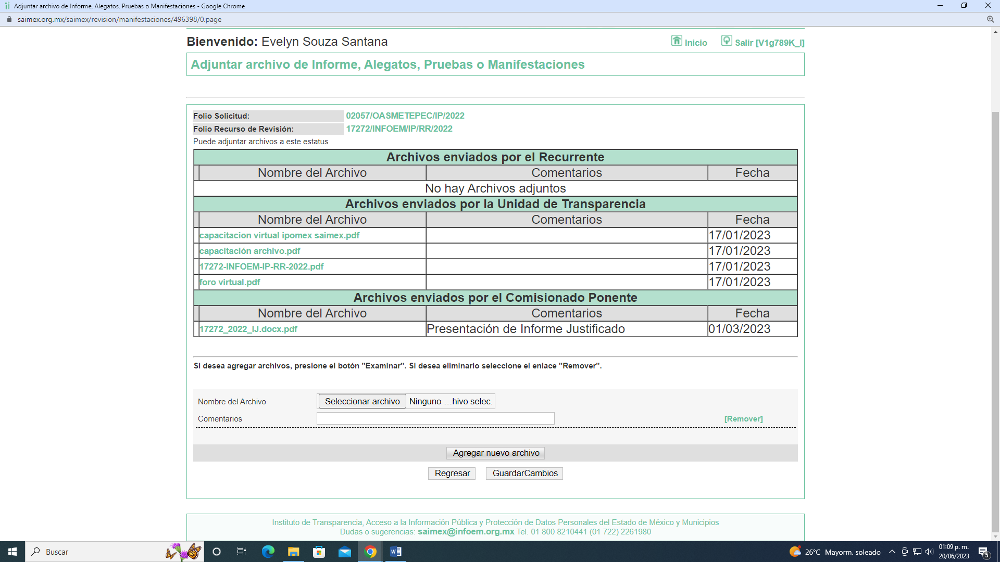 Adjuntar archivo de Informe, Alegatos, Pruebas o Manifestaciones - Google Chrome
saimex.org.mx/saimex/revision/manifestaciones/496398/0.page
Bienvenido: Evelyn Souza Santana
Inicio Salir [V1g789K_I]
Adjuntar archivo de Informe, Alegatos, Pruebas o Manifestaciones
Folio Solicitud: 02057/OASMETEPEC/IP/2022
Folio Recurso de Revisión: 17272/INFOEM/IP/RR/2022
Puede adjuntar archivos a este estatus
Archivos enviados por el Recurrente
Nombre del Archivo Comentarios Fecha
No hay Archivos adjuntos
Archivos enviados por la Unidad de Transparencia
Nombre del Archivo Comentarios Fecha
capacitacion virtual ipomex saimex.pdf 17/01/2023
capacitación archivo.pdf 17/01/2023
17272-INFOEM-IP-RR-2022.pdf 17/01/2023
foro virtual.pdf 17/01/2023
Archivos enviados por el Comisionado Ponente
Nombre del Archivo Comentarios Fecha
17272_2022_IJ.docx.pdf Presentación de Informe Justificado 01/03/2023
Si desea agregar archivos, presione el botón "Examinar". Si desea eliminarlo seleccione el enlace "Remover".
Nombre del Archivo Seleccionar archivo Ninguno …hivo selec.
Comentarios [Remover]
Agregar nuevo archivo
Regresar GuardarCambios
Instituto de Transparencia, Acceso a la Información Pública y Protección de Datos Personales del Estado de México y Municipios
Dudas o sugerencias: saimex@infoem.org.mx Tel. 01 800 8210441 (01 722) 2261980
Buscar
26°C Mayorm. soleado
01:09 p. m.
20/06/2023
5